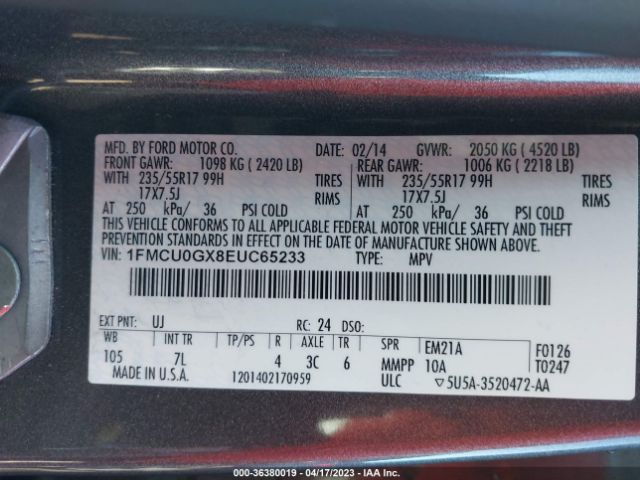 MFD. BY FORD MOTOR CO. DATE: 02/14 GVWR: 2050 KG ( 4520 LB)
FRONT GAWR: 1098 KG ( 2420 LB) REAR GAWR: 1006 KG ( 2218 LB)
WITH 235/55R17 99H TIRES WITH 235/55R17 99H TIRES
17X7.5J RIMS 17X7.5J RIMS
AT 250 kPa/ 36 PSI COLD AT 250 kPa/ 36 PSI COLD
THIS VEHICLE CONFORMS TO ALL APPLICABLE FEDERAL MOTOR VEHICLE SAFETY AND THEFT
PREVENTION STANDARDS IN EFFECT ON THE DATE OF MANUFACTURE SHOWN ABOVE.
VIN: 1FMCU0GX8EUC65233 TYPE: MPV
EXT PNT: UJ RC: 24 DSO:
WB INT TR TP/PS R AXLE TR SPR EM21A F0126
105 7L 4 3C 6 MMPP 10A T0247
MADE IN U.S.A. 1201402170959 ULC 5U5A-3520472-AA
000-36380019 - 04/17/2023 - IAA Inc.